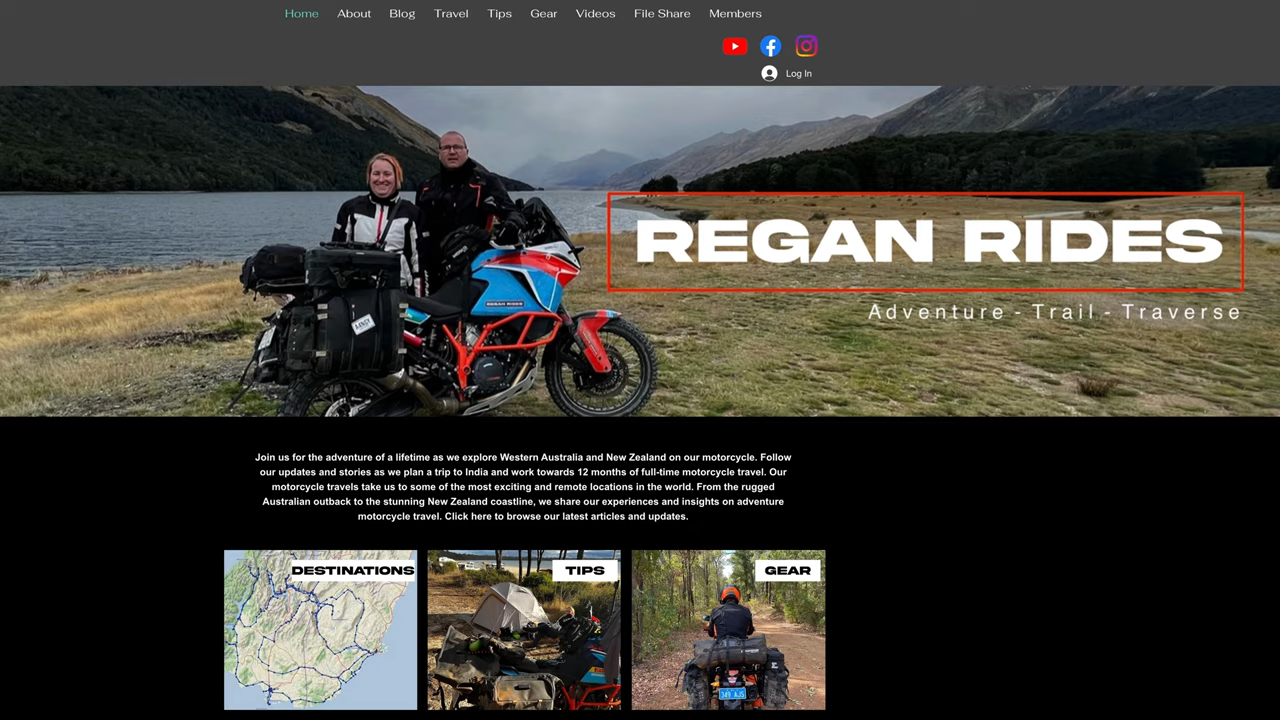 Home About Blog Travel Tips Gear Videos File Share Members
Log In
REGAN RIDES
Adventure - Trail - Traverse
REGAN RIDES
Join us for the adventure of a lifetime as we explore Western Australia and New Zealand on our motorcycle. Follow
our updates and stories as we plan a trip to India and work towards 12 months of full-time motorcycle travel. Our
motorcycle travels take us to some of the most exciting and remote locations in the world. From the rugged
Australian outback to the stunning New Zealand coastline, we share our experiences and insights on adventure
motorcycle travel. Click here to browse our latest articles and updates.
DESTINATIONS TIPS GEAR